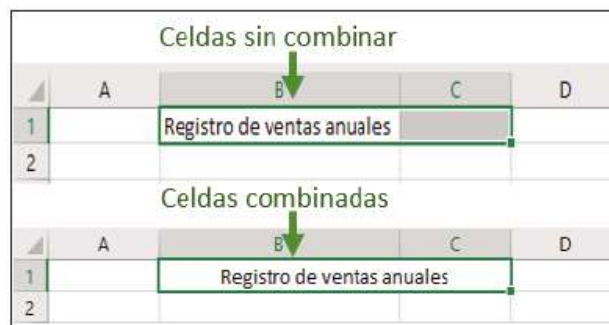 Celdas sin combinar
A B C D
1 Registro de ventas anuales
2
Celdas combinadas
A B C D
1 Registro de ventas anuales
2